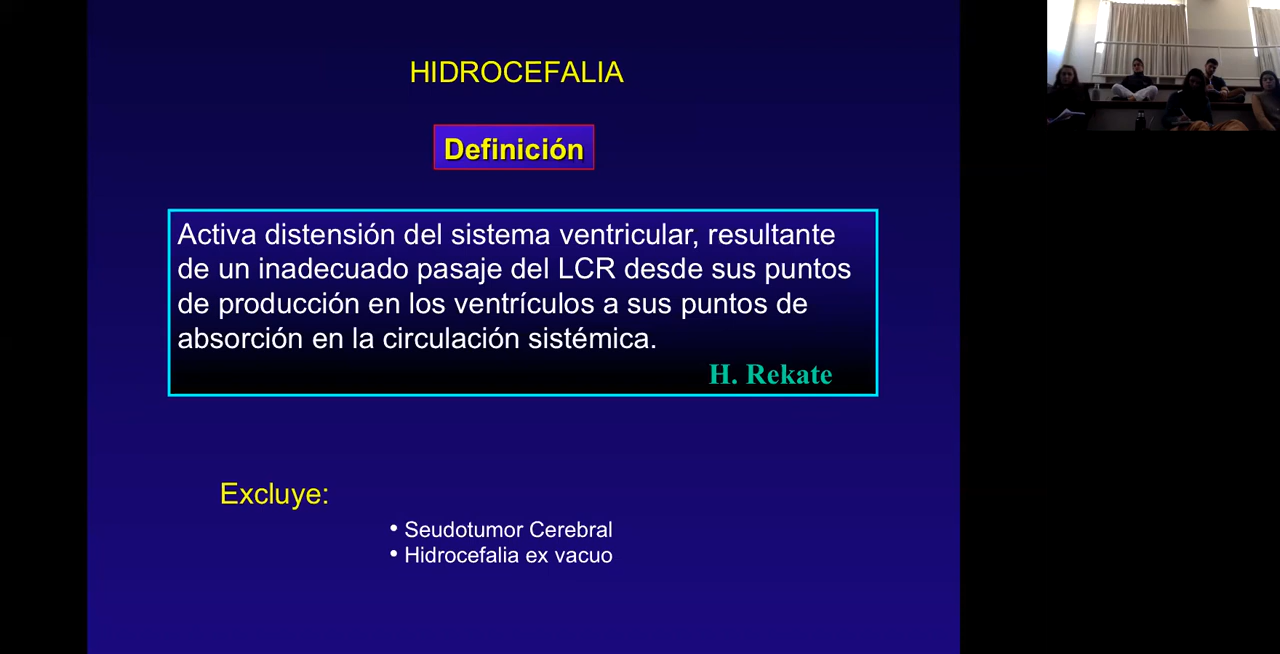 HIDROCEFALIA
Definición
Activa distensión del sistema ventricular, resultante
de un inadecuado pasaje del LCR desde sus puntos
de producción en los ventrículos a sus puntos de
absorción en la circulación sistémica.
H. Rekate
Excluye:
• Seudotumor Cerebral
• Hidrocefalia ex vacuo